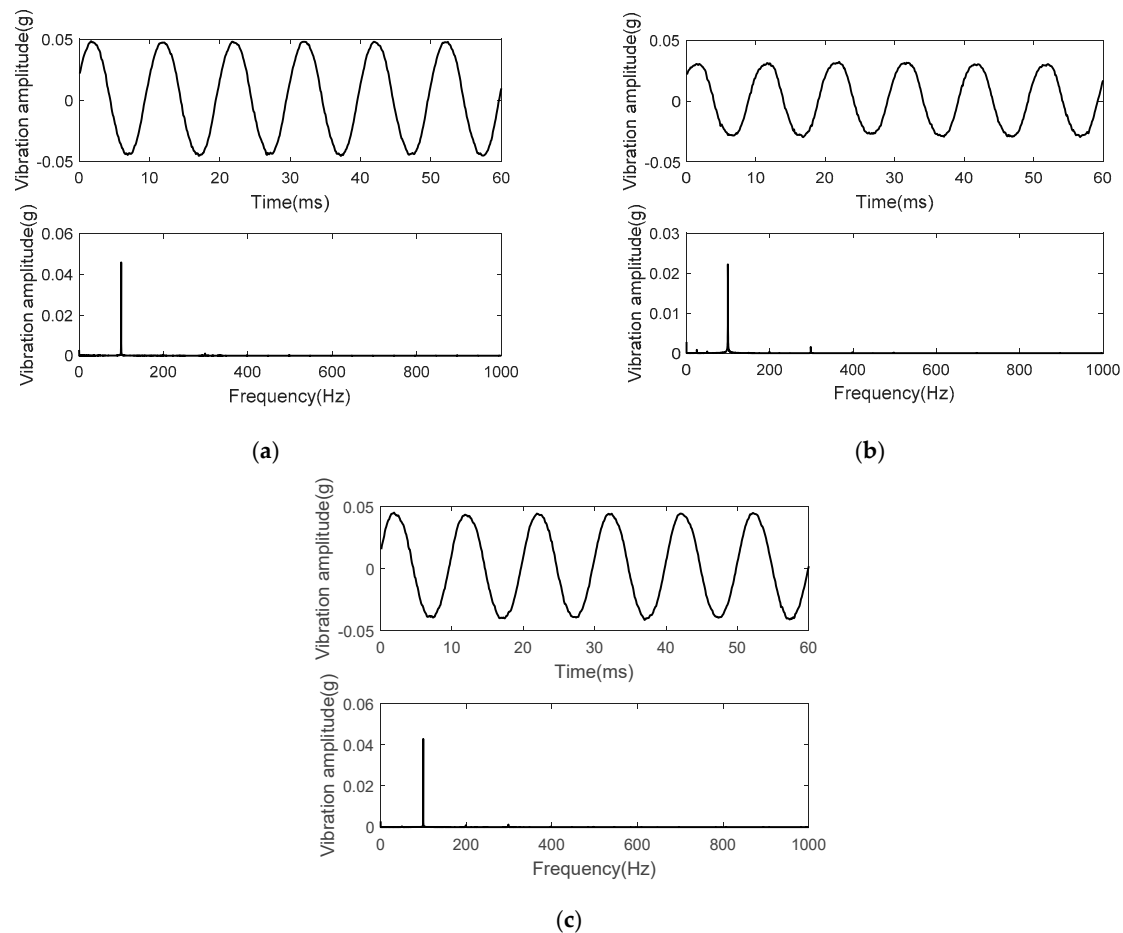 Vibration amplitude(g)
0.05
0
-0.05
0 10 20 30 40 50 60
Time(ms)
Vibration amplitude(g)
0.06
0.04
0.02
0
0 200 400 600 800 1000
Frequency(Hz)
(a)
Vibration amplitude(g)
0.05
0
-0.05
0 10 20 30 40 50 60
Time(ms)
Vibration amplitude(g)
0.03
0.02
0.01
0
0 200 400 600 800 1000
Frequency(Hz)
(b)
Vibration amplitude(g)
0.05
0
-0.05
0 10 20 30 40 50 60
Time(ms)
Vibration amplitude(g)
0.06
0.04
0.02
0
0 200 400 600 800 1000
Frequency(Hz)
(c)